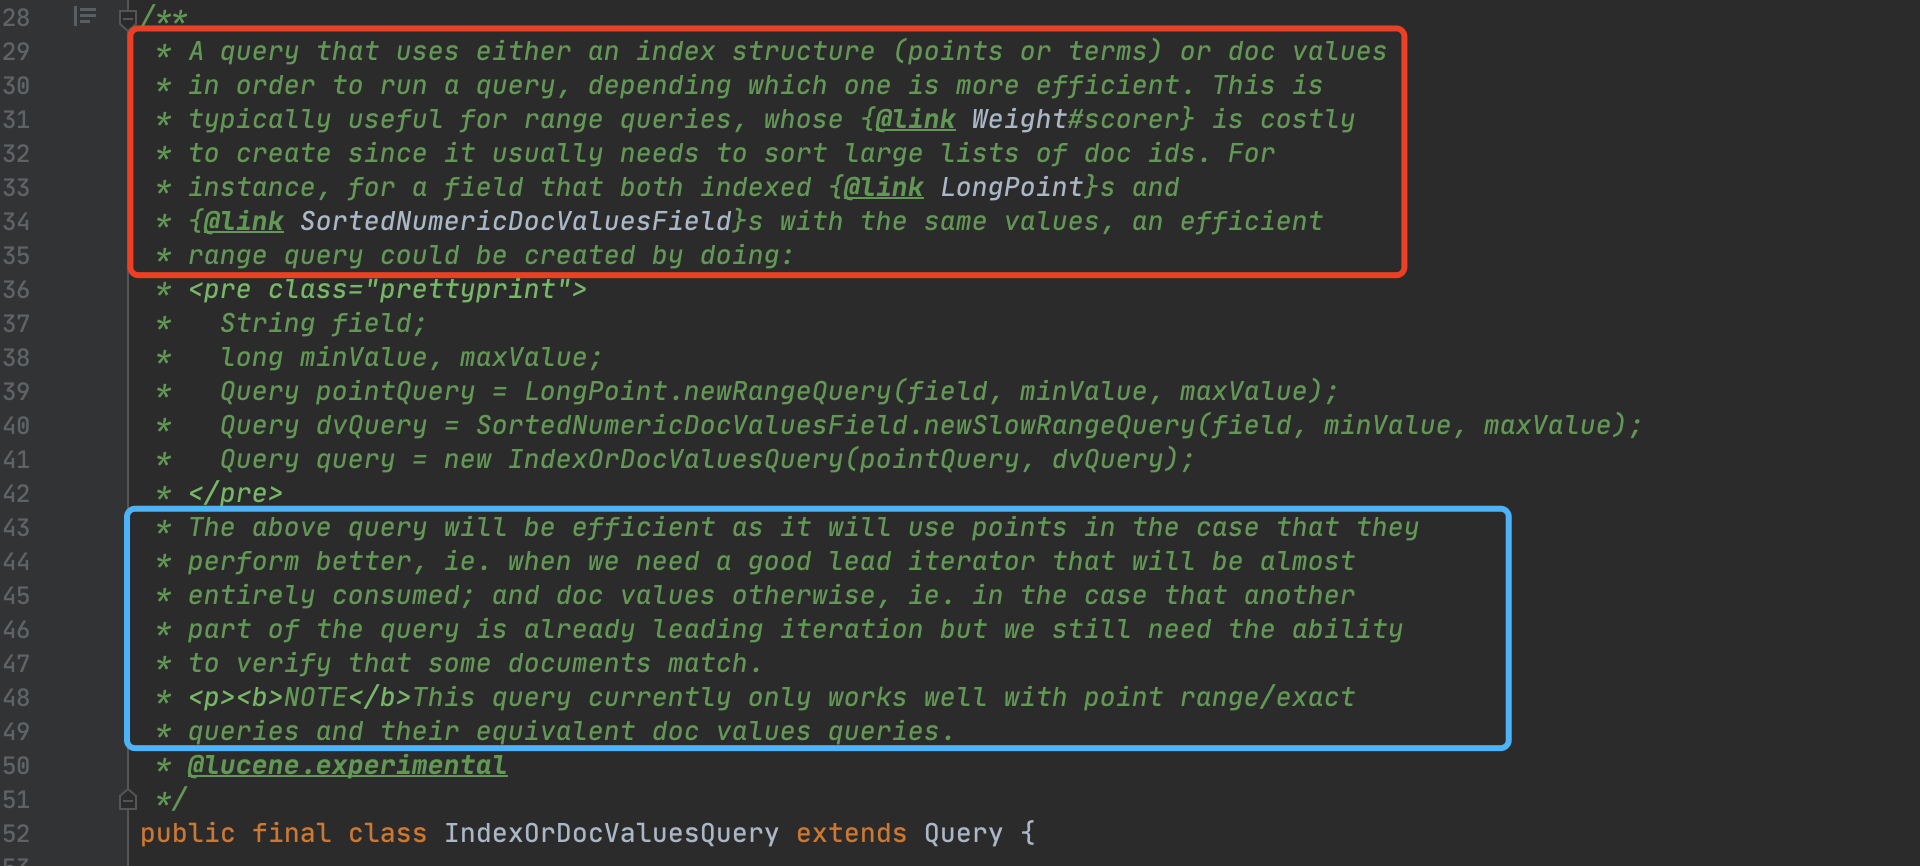 28 /**
29 * A query that uses either an index structure (points or terms) or doc values
30 * in order to run a query, depending which one is more efficient. This is
31 * typically useful for range queries, whose {@link Weight#scorer} is costly
32 * to create since it usually needs to sort large lists of doc ids. For
33 * instance, for a field that both indexed {@link LongPoint}s and
34 * {@link SortedNumericDocValuesField}s with the same values, an efficient
35 * range query could be created by doing:
36 * <pre class="prettyprint">
37 *   String field;
38 *   long minValue, maxValue;
39 *   Query pointQuery = LongPoint.newRangeQuery(field, minValue, maxValue);
40 *   Query dvQuery = SortedNumericDocValuesField.newSlowRangeQuery(field, minValue, maxValue);
41 *   Query query = new IndexOrDocValuesQuery(pointQuery, dvQuery);
42 * </pre>
43 * The above query will be efficient as it will use points in the case that they
44 * perform better, ie. when we need a good lead iterator that will be almost
45 * entirely consumed; and doc values otherwise, ie. in the case that another
46 * part of the query is already leading iteration but we still need the ability
47 * to verify that some documents match.
48 * <p><b>NOTE</b>This query currently only works well with point range/exact
49 * queries and their equivalent doc values queries.
50 * @lucene.experimental
51 */
52 public final class IndexOrDocValuesQuery extends Query {